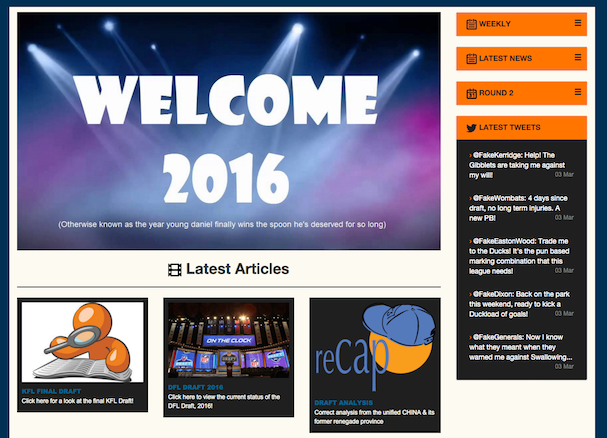 WELCOME
2016
(Otherwise known as the year young daniel finally wins the spoon he's deserved for so long)
Latest Articles
KFL FINAL DRAFT
Click here for a look at the final KFL Draft!
ON THE CLOCK
DFL DRAFT 2016
Click here to view the current status of the
DFL Draft, 2016!
reCap
DRAFT ANALYSIS
Correct analysis from the unified CHINA & its
former renegade province
WEEKLY
LATEST NEWS
ROUND 2
LATEST TWEETS
› @FakeKerridge: Help! The
Gibblets are taking me against
my will!
03 Mar
› @FakeWombats: 4 days since
draft, no long term injuries. A
new PB!
03 Mar
› @FakeEastonWood: Trade me
to the Ducks! It's the pun based
marking combination that this
league needs!
03 Mar
› @FakeDixon: Back on the park
this weekend, ready to kick a
Duckload of goals!
03 Mar
› @FakeGenerals: Now I know
what they meant when they
warned me against Swallowing...
03 Mar